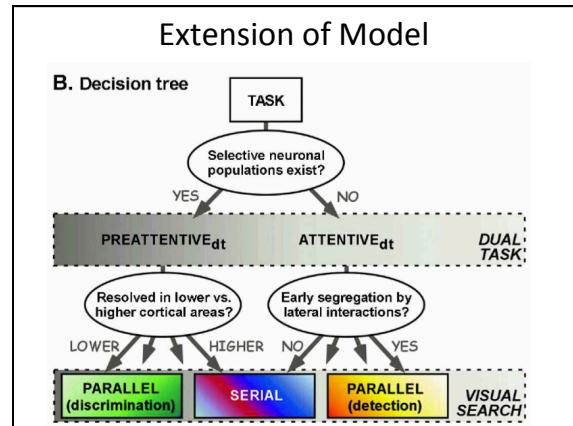 Extension of Model
B. Decision tree
TASK
Selective neuronal
populations exist?
YES
NO
PREATTENTIVEdt
ATTENTIVEdt
DUAL
TASK
Resolved in lower vs.
higher cortical areas?
Early segregation by
lateral interactions?
LOWER
HIGHER
NO
YES
PARALLEL
(discrimination)
SERIAL
PARALLEL
(detection)
VISUAL
SEARCH